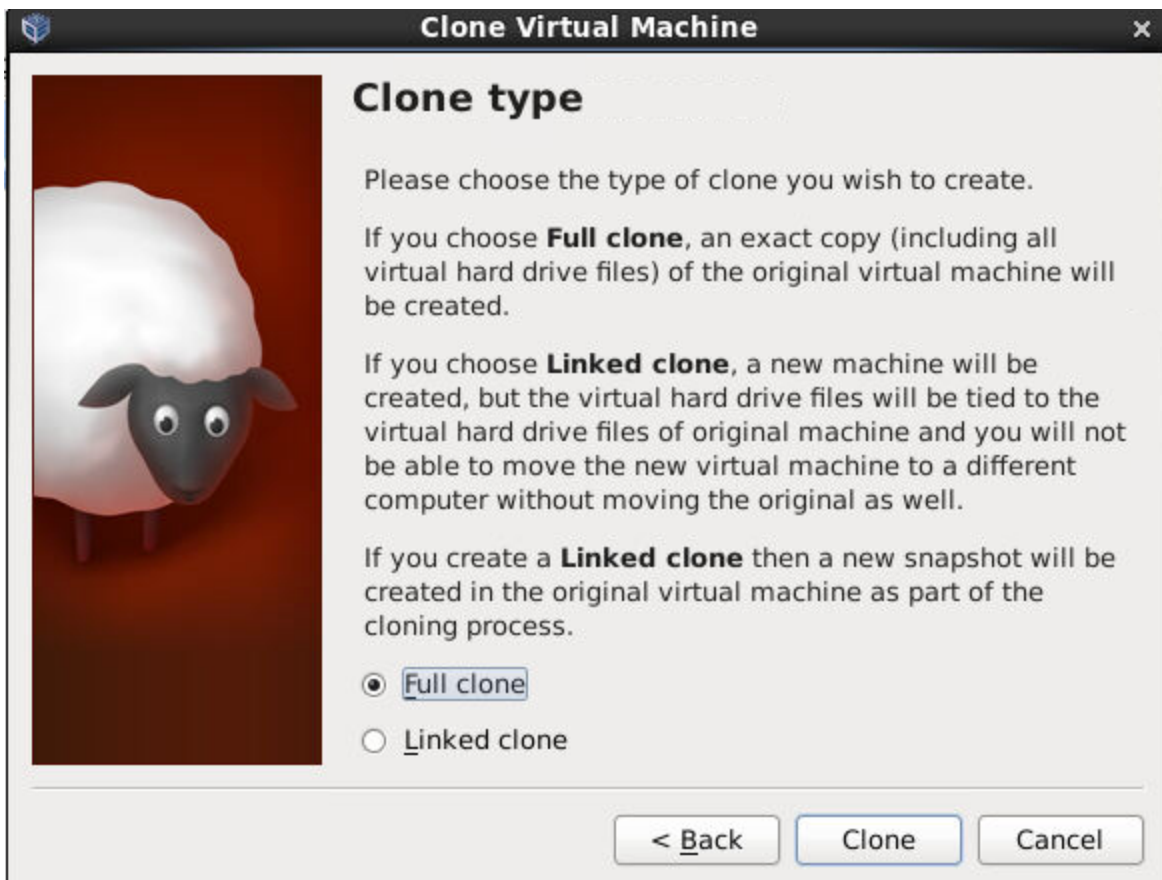 Clone Virtual Machine
Clone type
Please choose the type of clone you wish to create.
If you choose Full clone, an exact copy (including all
virtual hard drive files) of the original virtual machine will
be created.
If you choose Linked clone, a new machine will be
created, but the virtual hard drive files will be tied to the
virtual hard drive files of original machine and you will not
be able to move the new virtual machine to a different
computer without moving the original as well.
If you create a Linked clone then a new snapshot will be
created in the original virtual machine as part of the
cloning process.
Full clone
Linked clone
< Back Clone Cancel